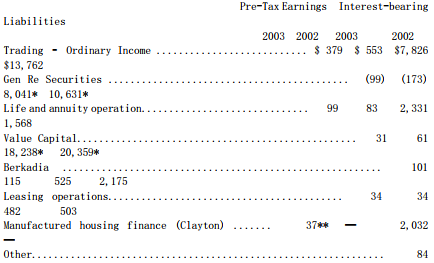 Pre-Tax Earnings Interest-bearing
Liabilities
2003 2002 2003 2002
Trading - Ordinary Income ........................... $ 379 $ 553 $7,826
$13,762
Gen Re Securities ........................................... (99) (173)
8,041* 10,631*
Life and annuity operation.............................. 99 83 2,331
1,568
Value Capital.................................................... 31 61
18,238* 20,359*
Berkadia ......................................................... 101
115 525 2,175
Leasing operations.............................................. 34 34
482 503
Manufactured housing finance (Clayton) ....... 37** — 2,032
—
Other............................................................... 84